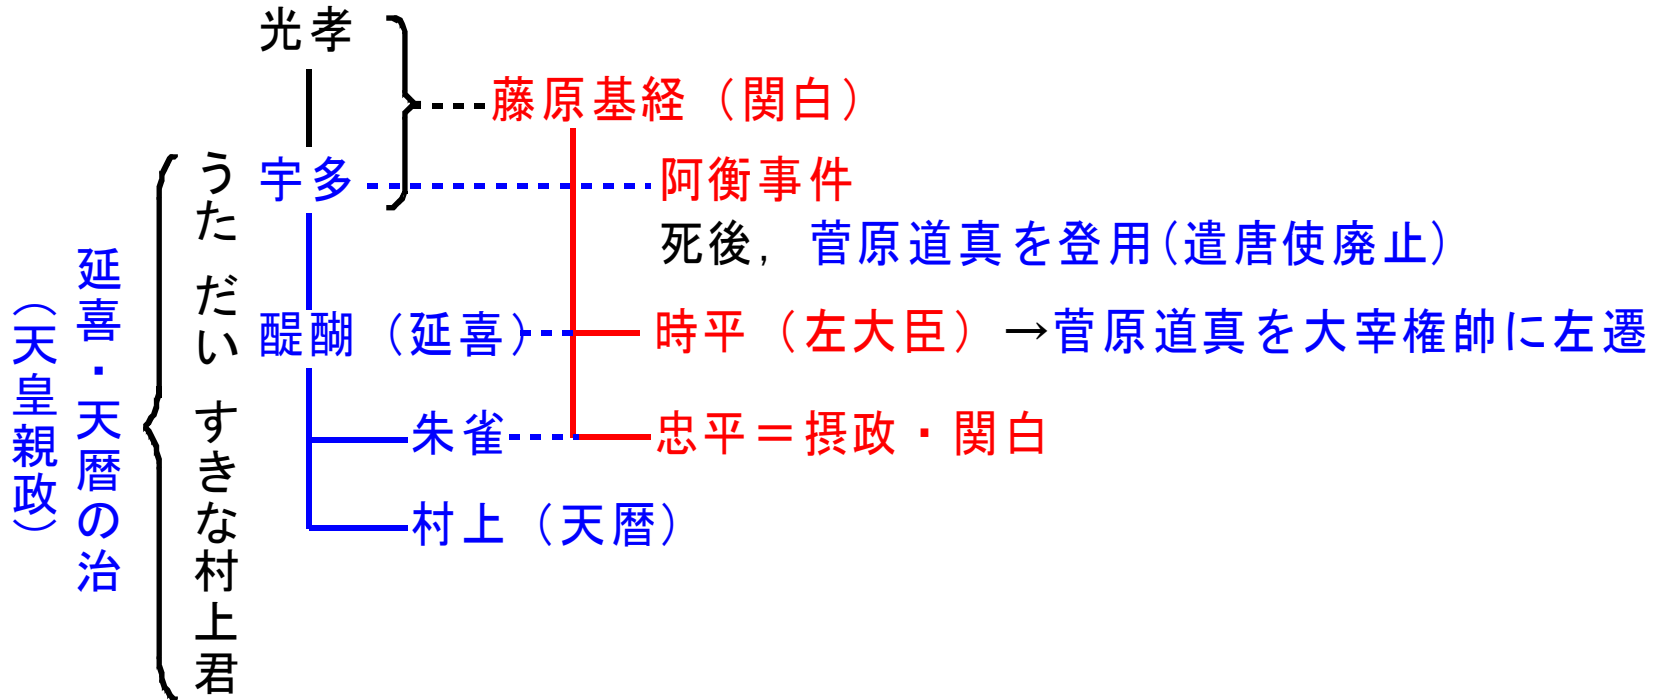 光孝
藤原基経（関白）
宇多
阿衡事件
死後，菅原道真を登用(遣唐使廃止)
醍醐（延喜）
時平（左大臣）→菅原道真を大宰権帥に左遷
朱雀
忠平＝摂政・関白
村上（天暦）
うた だい すきな村上君
延喜・天暦の治
（天皇親政）